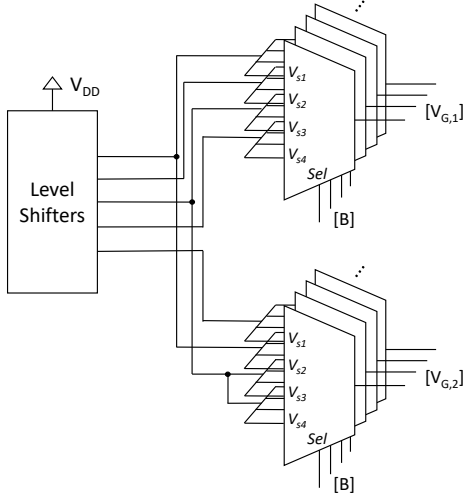 V_DD
Level
Shifters
V_s1
V_s2
V_s3
V_s4
Sel
[B]
[V_G,1]
...
V_s1
V_s2
V_s3
V_s4
Sel
[B]
[V_G,2]
...